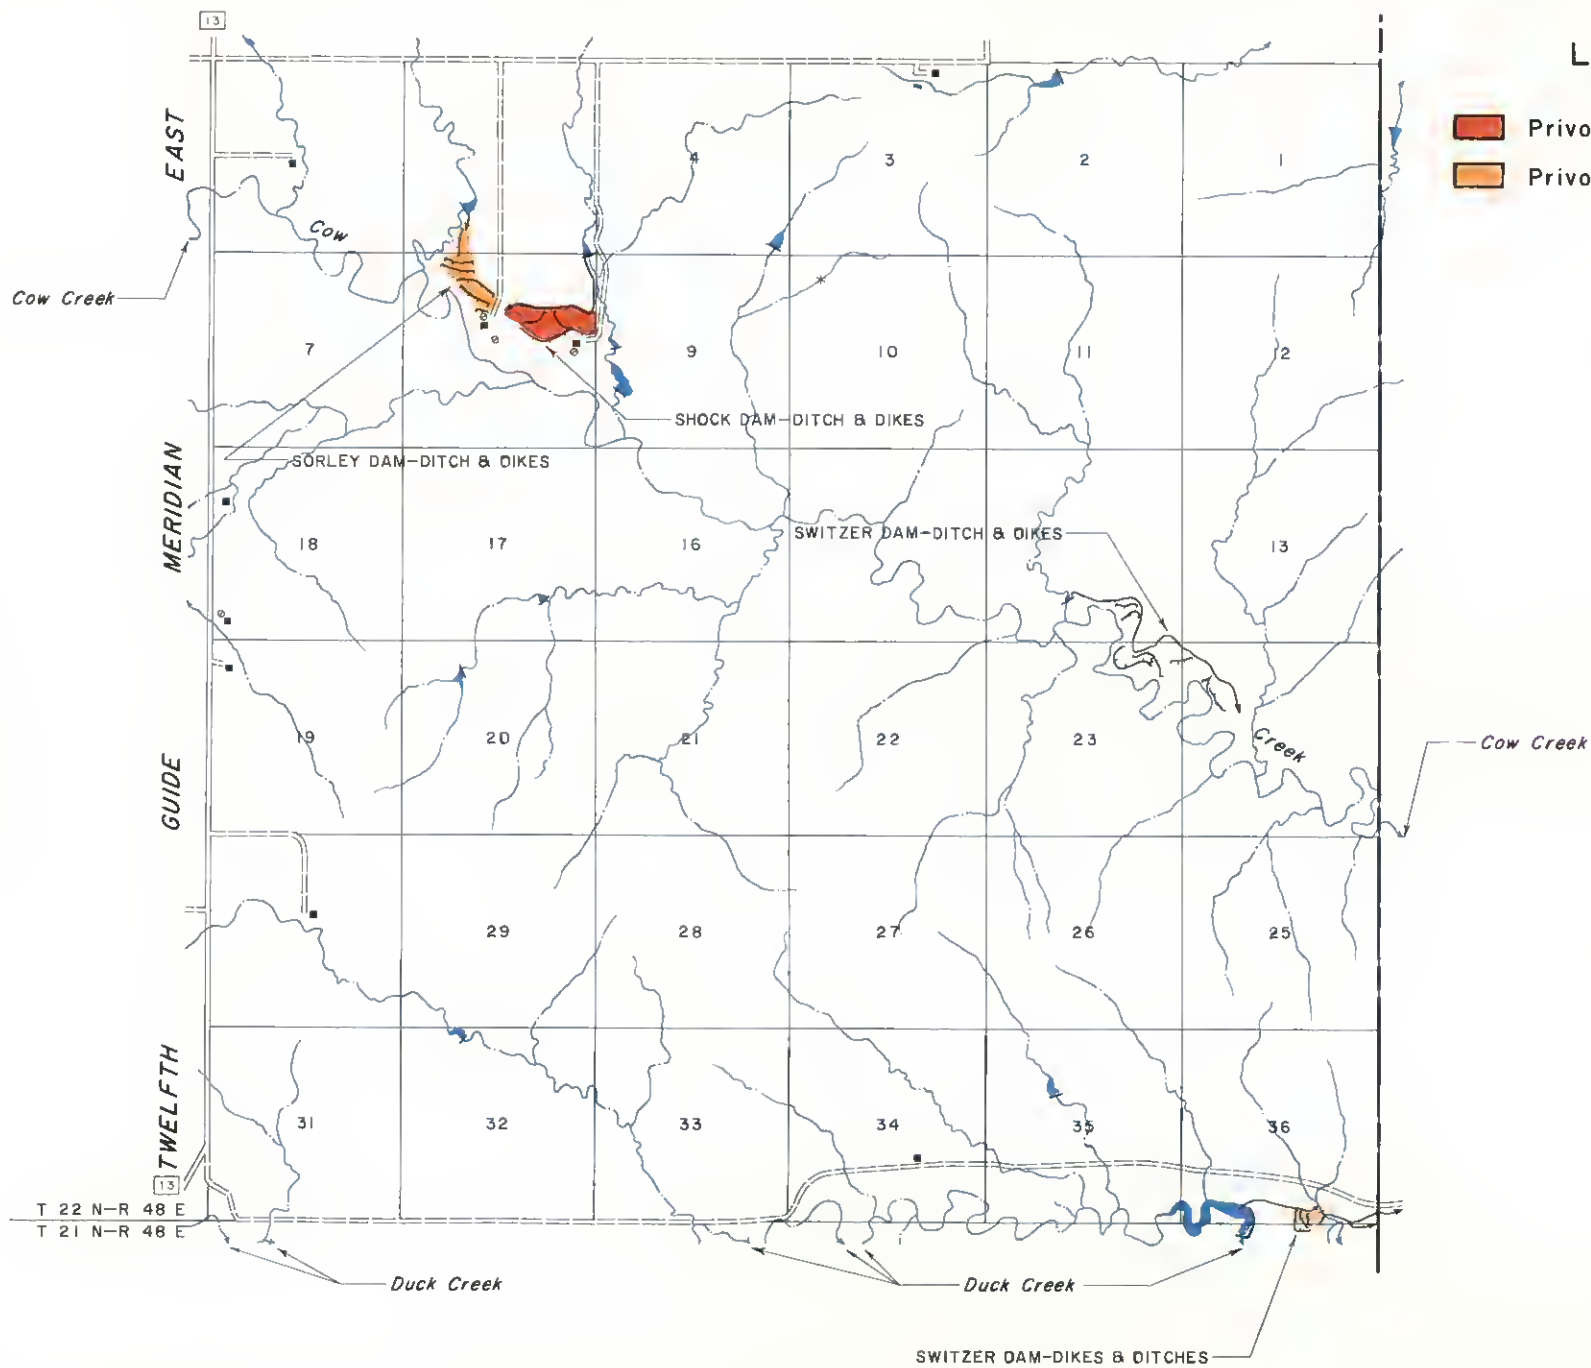 13
L
EAST
4
3
2
1
Privo
Privo
Cow
Cow Creek
7
9
10
11
12
SHOCK DAM-DITCH & DIKES
MERIDIAN
SORLEY DAM-DITCH & DIKES
18
17
16
SWITZER DAM-DITCH & DIKES
13
19
20
21
22
23
Creek
Cow Creek
GUIDE
29
28
27
26
25
TWELFTH
31
32
33
34
35
36
13
T 22 N-R 48 E
T 21 N-R 48 E
Duck Creek
Duck Creek
SWITZER DAM-DIKES & DITCHES